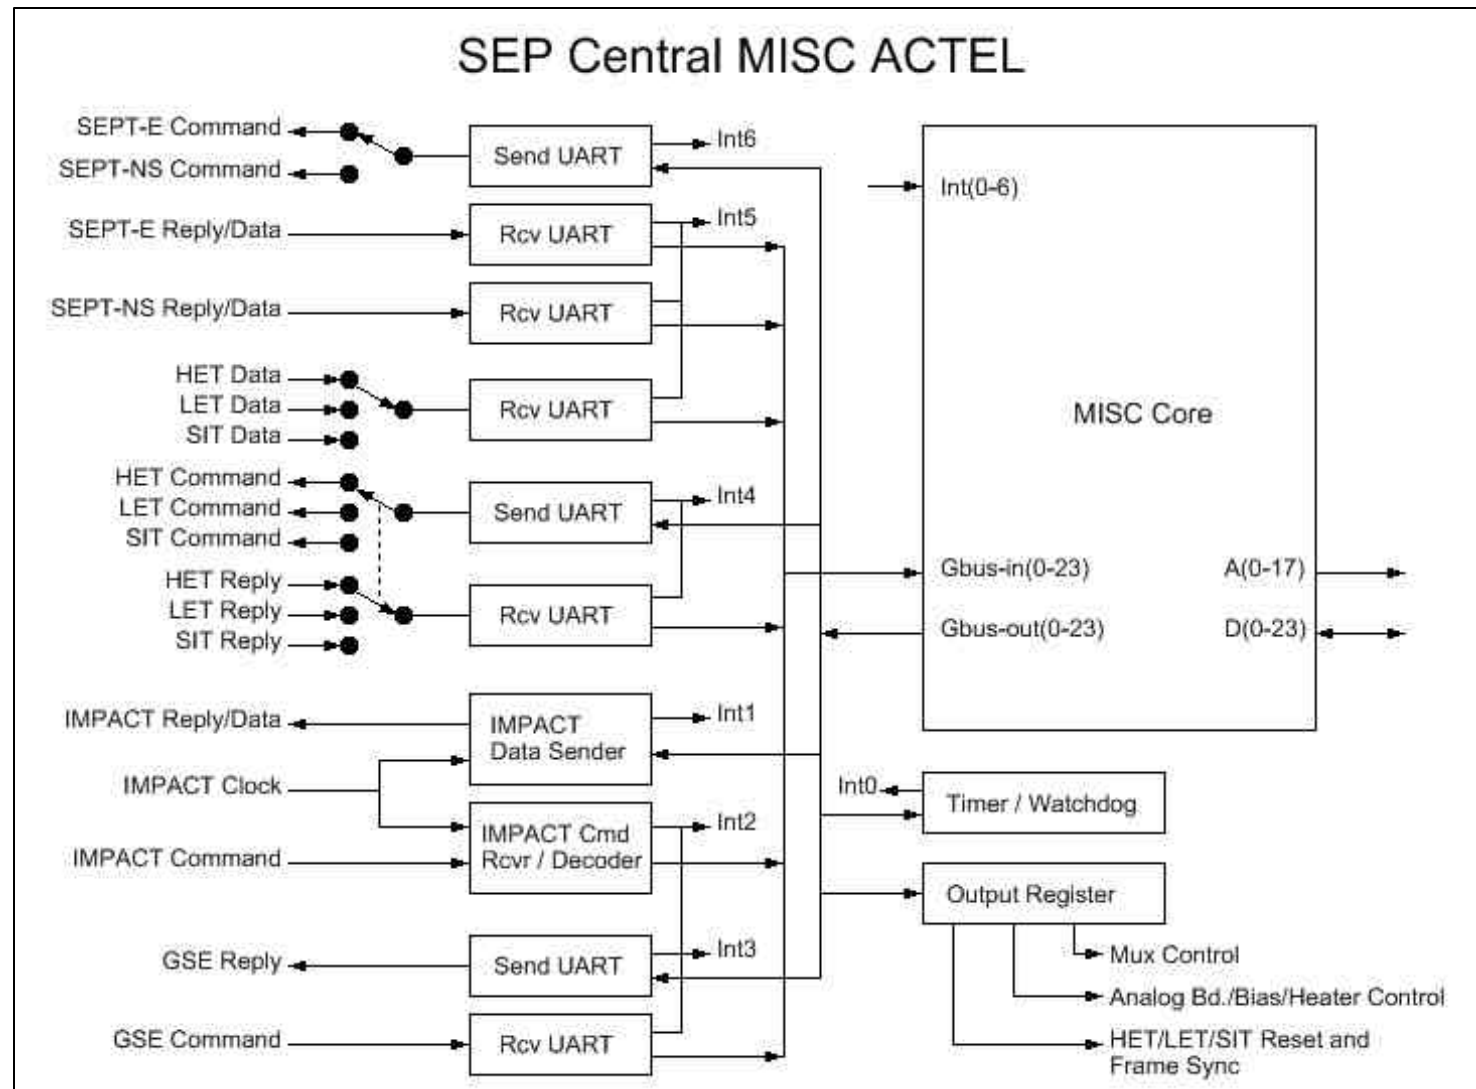 SEP Central MISC ACTEL
SEPT-E Command
SEPT-NS Command
Send UART
Int6
SEPT-E Reply/Data
Rcv UART
Int5
SEPT-NS Reply/Data
Rcv UART
HET Data
LET Data
SIT Data
Rcv UART
HET Command
LET Command
SIT Command
Send UART
Int4
HET Reply
LET Reply
SIT Reply
Rcv UART
IMPACT Reply/Data
IMPACT
Data Sender
Int1
IMPACT Clock
IMPACT Command
IMPACT Cmd
Rcvr / Decoder
Int2
GSE Reply
Send UART
Int3
GSE Command
Rcv UART
Int(0-6)
MISC Core
Gbus-in(0-23)
A(0-17)
Gbus-out(0-23)
D(0-23)
Int0
Timer / Watchdog
Output Register
Mux Control
Analog Bd./Bias/Heater Control
HET/LET/SIT Reset and
Frame Sync